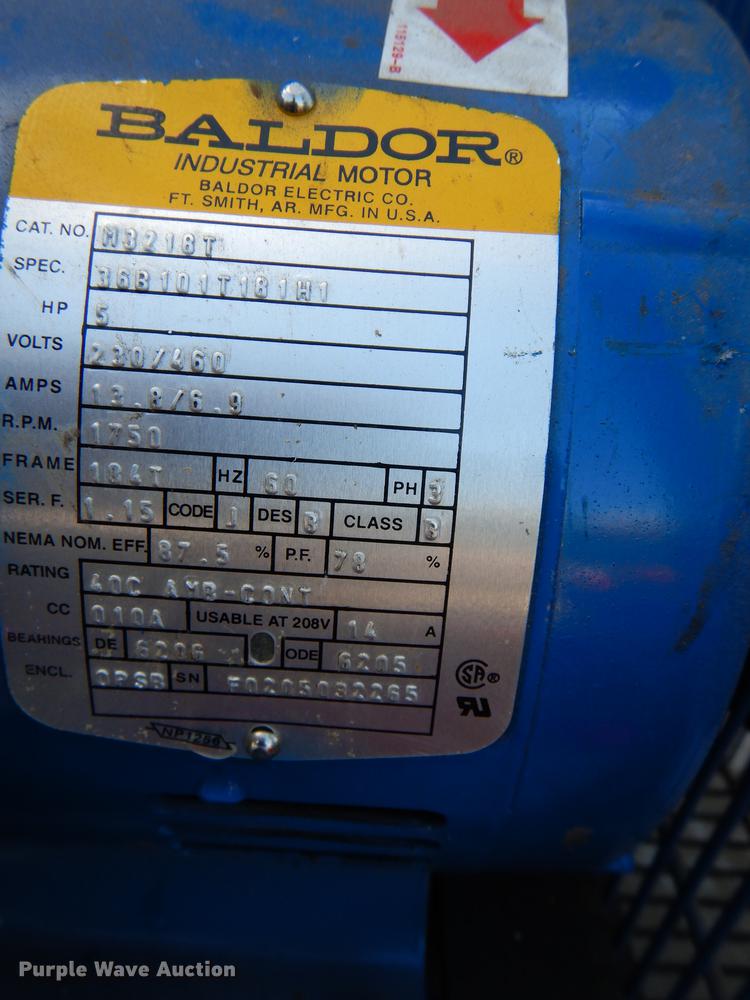 118129-B
BALDOR®
INDUSTRIAL MOTOR
BALDOR ELECTRIC CO.
FT. SMITH, AR. MFG. IN U.S.A.
CAT. NO. M3218T
SPEC. 36B101T181H1
HP 5
VOLTS 230/460
AMPS 13.8/6.9
R.P.M. 1750
FRAME 184T HZ 60 PH 3
SER. F. 1.15 CODE J DES B CLASS B
NEMA NOM. EFF. 87.5 % P.F. 78 %
RATING 40C AMB-CONT
CC 010A USABLE AT 208V 14 A
BEARINGS DE 6206 ODE 6205
ENCL. OPSB SN F0205032265
SA®
NP1256
Purple Wave Auction